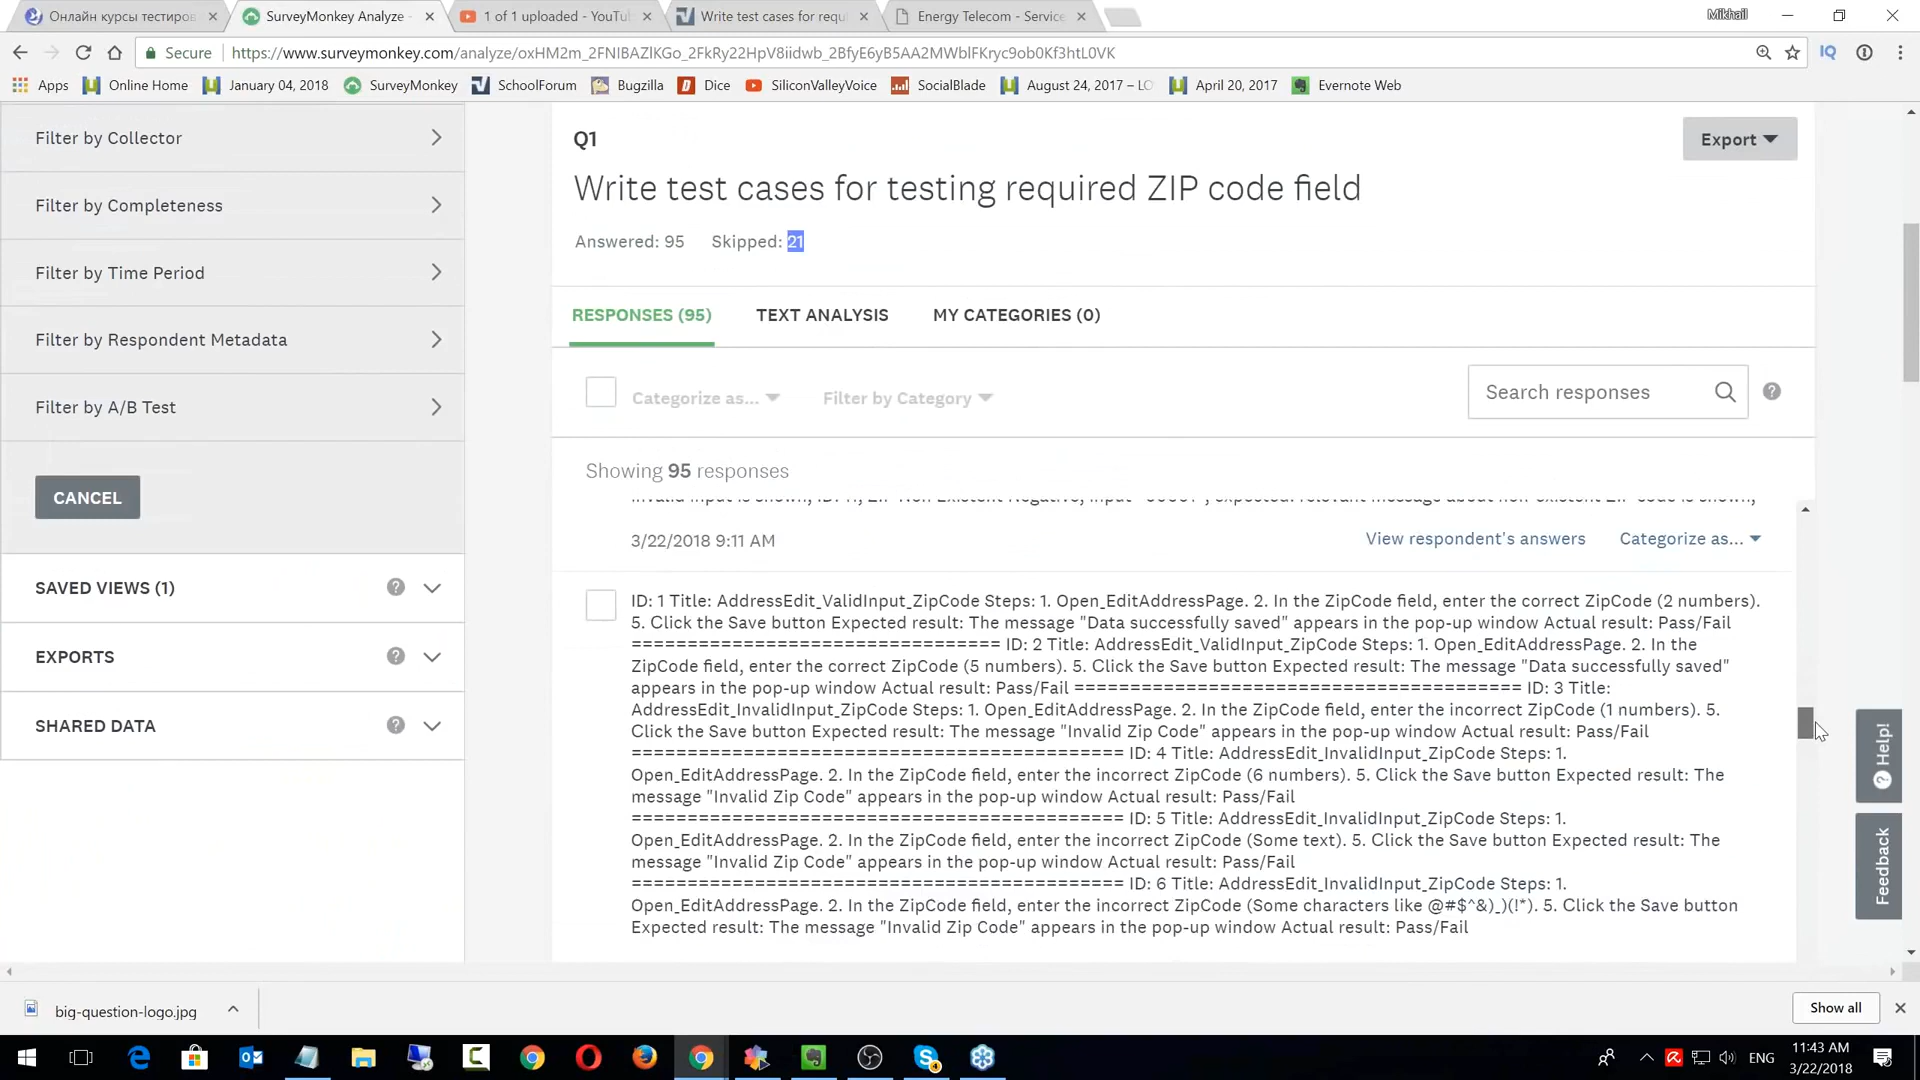 Онлайн курсы тестиров
SurveyMonkey Analyze -
1 of 1 uploaded - YouTu
Write test cases for requ
Energy Telecom - Service
Mikhail
Secure
https://www.surveymonkey.com/analyze/oxHM2m_2FNIBAZlKGo_2FkRy22HpV8iidwb_2BfyE6yB5AA2MWblFKryc9ob0Kf3htL0VK
Apps
Online Home
January 04, 2018
SurveyMonkey
SchoolForum
Bugzilla
Dice
SiliconValleyVoice
SocialBlade
August 24, 2017 – LO
April 20, 2017
Evernote Web
Filter by Collector
Filter by Completeness
Filter by Time Period
Filter by Respondent Metadata
Filter by A/B Test
CANCEL
SAVED VIEWS (1)
EXPORTS
SHARED DATA
Q1
Export
Write test cases for testing required ZIP code field
Answered: 95 Skipped: 21
RESPONSES (95)
TEXT ANALYSIS
MY CATEGORIES (0)
Categorize as...
Filter by Category
Search responses
Showing 95 responses
3/22/2018 9:11 AM
View respondent's answers
Categorize as...
ID: 1 Title: AddressEdit_ValidInput_ZipCode Steps: 1. Open_EditAddressPage. 2. In the ZipCode field, enter the correct ZipCode (2 numbers).
5. Click the Save button Expected result: The message "Data successfully saved" appears in the pop-up window Actual result: Pass/Fail
================================= ID: 2 Title: AddressEdit_ValidInput_ZipCode Steps: 1. Open_EditAddressPage. 2. In the
ZipCode field, enter the correct ZipCode (5 numbers). 5. Click the Save button Expected result: The message "Data successfully saved"
appears in the pop-up window Actual result: Pass/Fail ======================================== ID: 3 Title:
AddressEdit_InvalidInput_ZipCode Steps: 1. Open_EditAddressPage. 2. In the ZipCode field, enter the incorrect ZipCode (1 numbers). 5.
Click the Save button Expected result: The message "Invalid Zip Code" appears in the pop-up window Actual result: Pass/Fail
============================================ ID: 4 Title: AddressEdit_InvalidInput_ZipCode Steps: 1.
Open_EditAddressPage. 2. In the ZipCode field, enter the incorrect ZipCode (6 numbers). 5. Click the Save button Expected result: The
message "Invalid Zip Code" appears in the pop-up window Actual result: Pass/Fail
============================================ ID: 5 Title: AddressEdit_InvalidInput_ZipCode Steps: 1.
Open_EditAddressPage. 2. In the ZipCode field, enter the incorrect ZipCode (Some text). 5. Click the Save button Expected result: The
message "Invalid Zip Code" appears in the pop-up window Actual result: Pass/Fail
============================================ ID: 6 Title: AddressEdit_InvalidInput_ZipCode Steps: 1.
Open_EditAddressPage. 2. In the ZipCode field, enter the incorrect ZipCode (Some characters like @#$^&)_)(!*). 5. Click the Save button
Expected result: The message "Invalid Zip Code" appears in the pop-up window Actual result: Pass/Fail
Help!
Feedback
big-question-logo.jpg
Show all
ENG
11:43 AM
3/22/2018